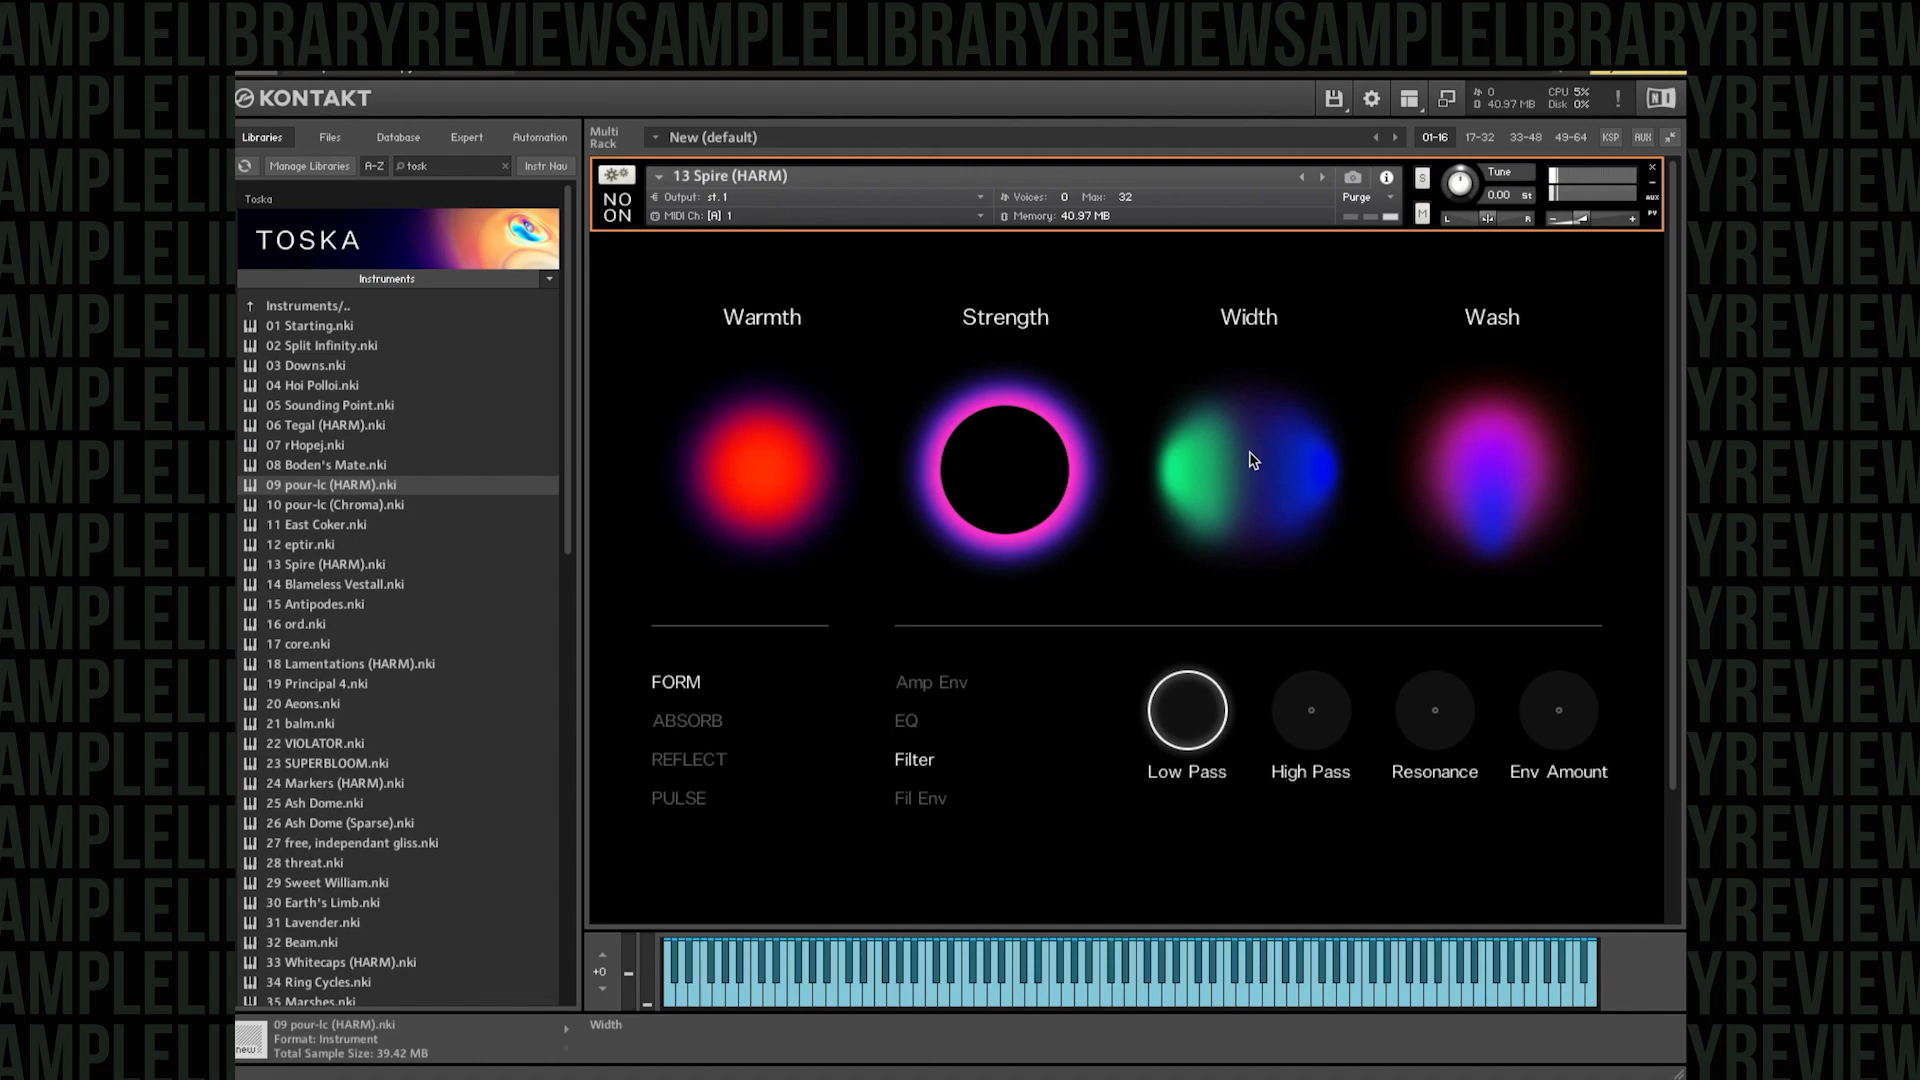 AMPLELIBRARYREVIEWSAMPLELIBRARYREVIEWSAMPLELIBRARYREVIEW
KONTAKT
0
40.97 MB
CPU 5%
Disk 0%
!
NI
Libraries
Files
Database
Expert
Automation
Manage Libraries
A-Z
tosk
×
Instr Nav
Multi
Rack
New (default)
01-16
17-32
33-48
49-64
KSP
AUX
NO
ON
13 Spire (HARM)
Output: st.1
Voices: 0 Max: 32
Purge
MIDI Ch: [A] 1
Memory: 40.97 MB
S
M
Tune
0.00 st
L
R
AUX
PV
Toska
TOSKA
Instruments
Instruments/..
01 Starting.nki
02 Split Infinity.nki
03 Downs.nki
04 Hoi Polloi.nki
05 Sounding Point.nki
06 Tegal (HARM).nki
07 rHopej.nki
08 Boden's Mate.nki
09 pour-lc (HARM).nki
10 pour-lc (Chroma).nki
11 East Coker.nki
12 eptir.nki
13 Spire (HARM).nki
14 Blameless Vestall.nki
15 Antipodes.nki
16 ord.nki
17 core.nki
18 Lamentations (HARM).nki
19 Principal 4.nki
20 Aeons.nki
21 balm.nki
22 VIOLATOR.nki
23 SUPERBLOOM.nki
24 Markers (HARM).nki
25 Ash Dome.nki
26 Ash Dome (Sparse).nki
27 free, independant gliss.nki
28 threat.nki
29 Sweet William.nki
30 Earth's Limb.nki
31 Lavender.nki
32 Beam.nki
33 Whitecaps (HARM).nki
34 Ring Cycles.nki
35 Marshes.nki
Warmth
Strength
Width
Wash
FORM
ABSORB
REFLECT
PULSE
Amp Env
EQ
Filter
Fil Env
Low Pass
High Pass
Resonance
Env Amount
+0
new
09 pour-lc (HARM).nki
Format: Instrument
Total Sample Size: 39.42 MB
Width